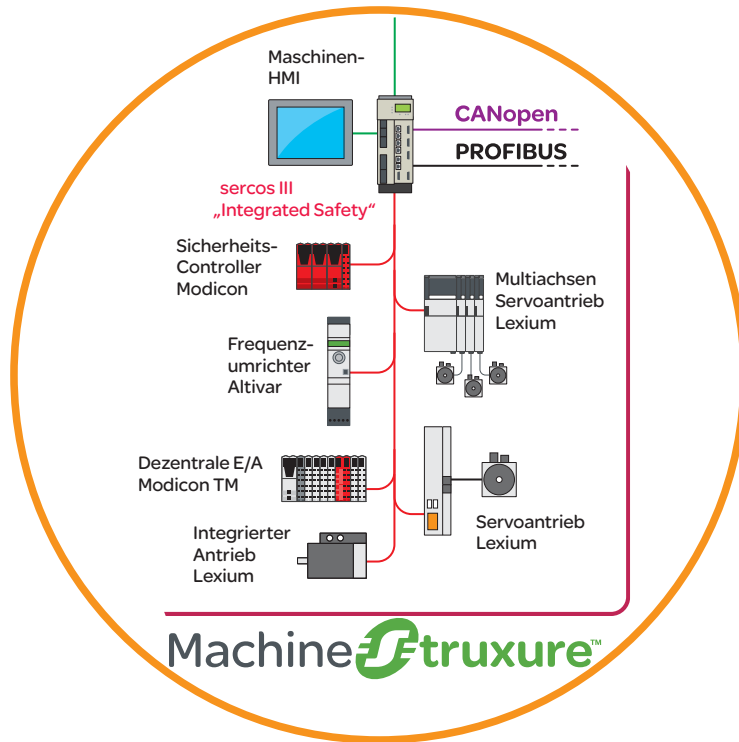 Maschinen-
HMI
CANopen
PROFIBUS
sercos III
„Integrated Safety“
Sicherheits-
Controller
Modicon
Multiachsen
Servoantrieb
Lexium
Frequenz-
umrichter
Altivar
Dezentrale E/A
Modicon TM
Servoantrieb
Lexium
Integrierter
Antrieb
Lexium
MachineStruxure™